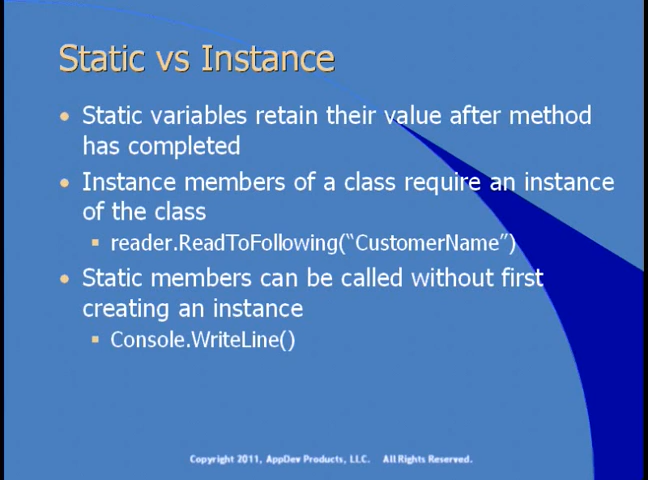 Static vs Instance
• Static variables retain their value after method
has completed
• Instance members of a class require an instance
of the class
▪ reader.ReadToFollowing(“CustomerName”)
• Static members can be called without first
creating an instance
▪ Console.WriteLine()
Copyright 2011, AppDev Products, LLC. All Rights Reserved.